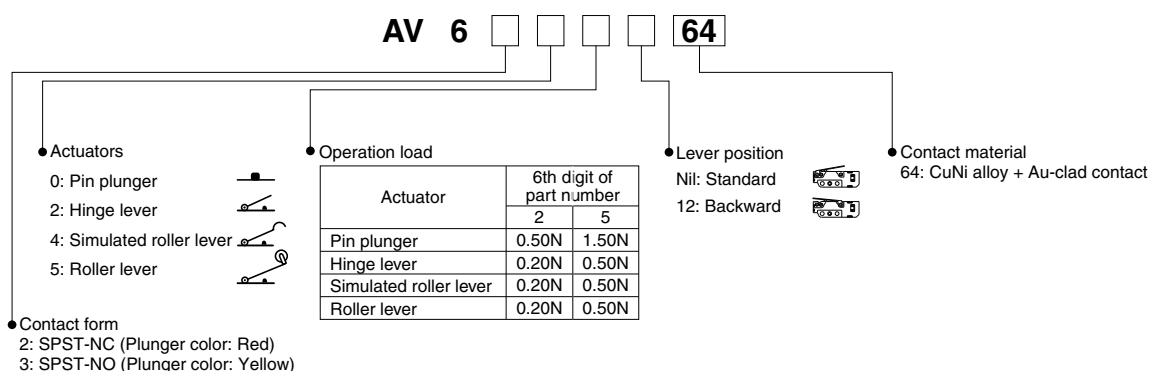 AV 6 64
Actuators
0: Pin plunger
2: Hinge lever
4: Simulated roller lever
5: Roller lever
Operation load
Actuator
6th digit of
part number
2 5
Pin plunger 0.50N 1.50N
Hinge lever 0.20N 0.50N
Simulated roller lever 0.20N 0.50N
Roller lever 0.20N 0.50N
Lever position
Nil: Standard
12: Backward
Contact material
64: CuNi alloy + Au-clad contact
Contact form
2: SPST-NC (Plunger color: Red)
3: SPST-NO (Plunger color: Yellow)